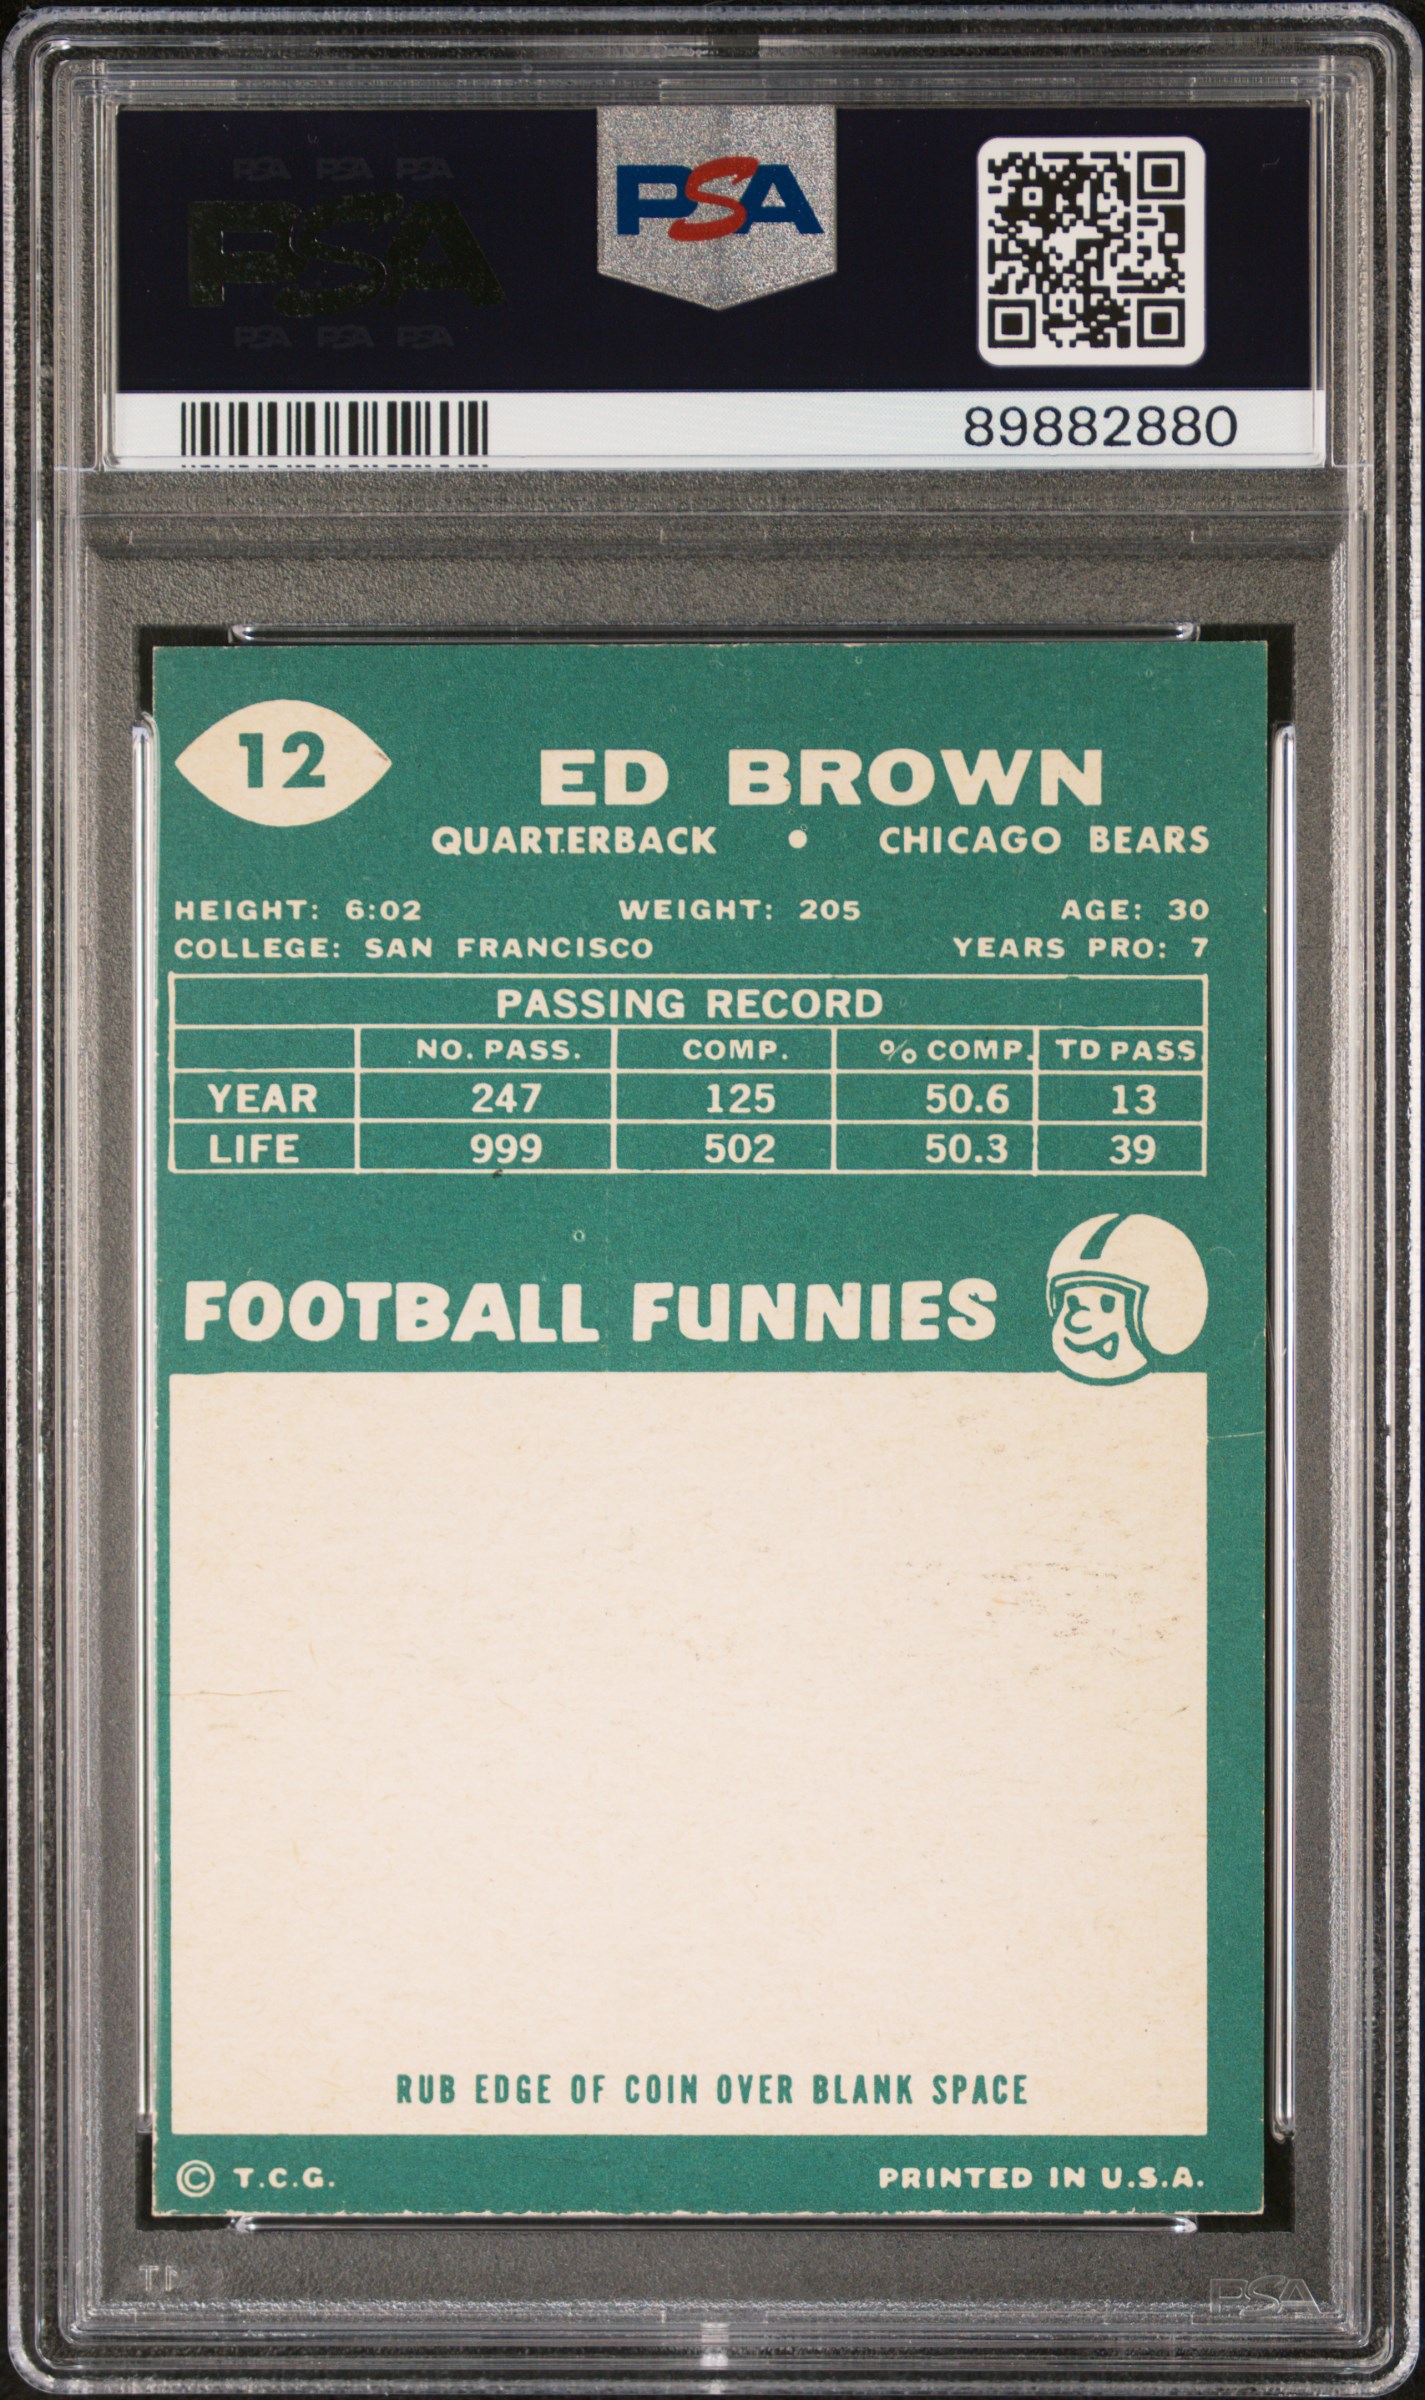 PSA PSA PSA
PSA
PSA PSA PSA
PSA
89882880
12
ED BROWN
QUARTERBACK • CHICAGO BEARS
HEIGHT: 6:02 WEIGHT: 205 AGE: 30
COLLEGE: SAN FRANCISCO YEARS PRO: 7
PASSING RECORD
NO. PASS. COMP. % COMP. TD PASS
YEAR 247 125 50.6 13
LIFE 999 502 50.3 39
FOOTBALL FUNNIES
RUB EDGE OF COIN OVER BLANK SPACE
© T.C.G. PRINTED IN U.S.A.
PSA